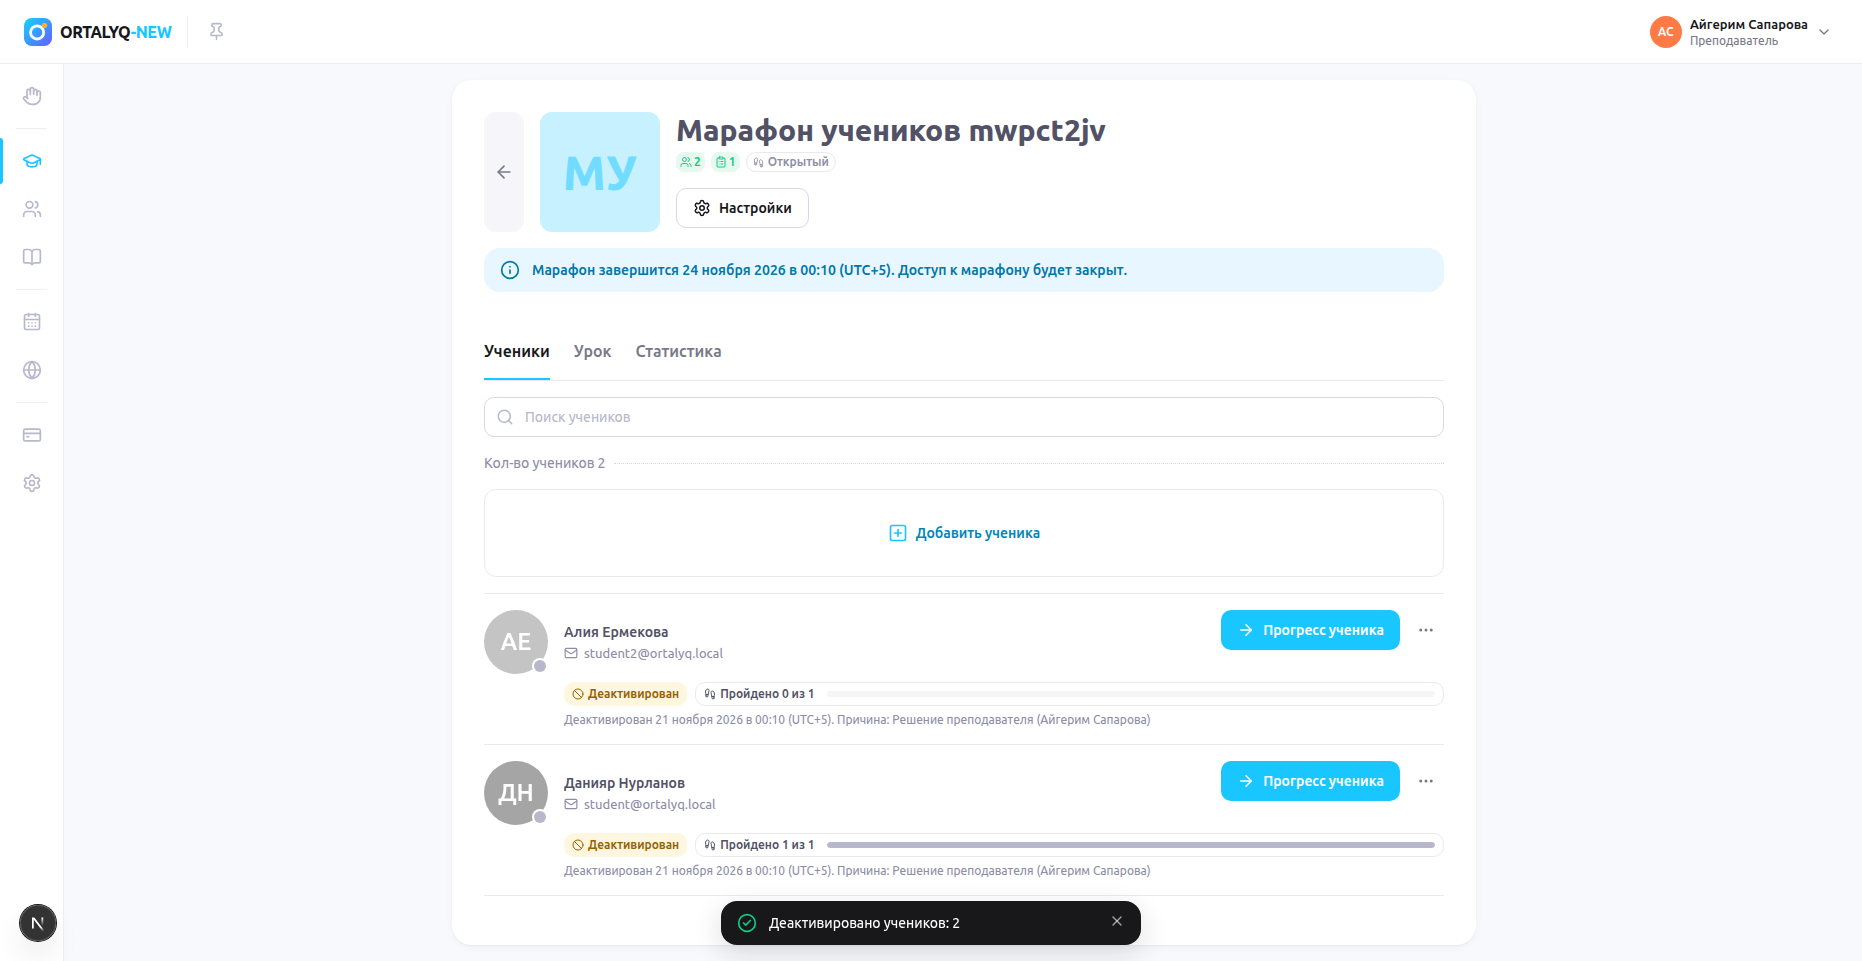 ORTALYQ-NEW
АС
Айгерим Сапарова
Преподаватель
МУ
Марафон учеников mwpct2jv
2
1
Открытый
Настройки
Марафон завершится 24 ноября 2026 в 00:10 (UTC+5). Доступ к марафону будет закрыт.
Ученики
Урок
Статистика
Поиск учеников
Кол-во учеников 2
Добавить ученика
АЕ
Алия Ермекова
student2@ortalyq.local
Прогресс ученика
Деактивирован
Пройдено 0 из 1
Деактивирован 21 ноября 2026 в 00:10 (UTC+5). Причина: Решение преподавателя (Айгерим Сапарова)
ДН
Данияр Нурланов
student@ortalyq.local
Прогресс ученика
Деактивирован
Пройдено 1 из 1
Деактивирован 21 ноября 2026 в 00:10 (UTC+5). Причина: Решение преподавателя (Айгерим Сапарова)
N
Деактивировано учеников: 2